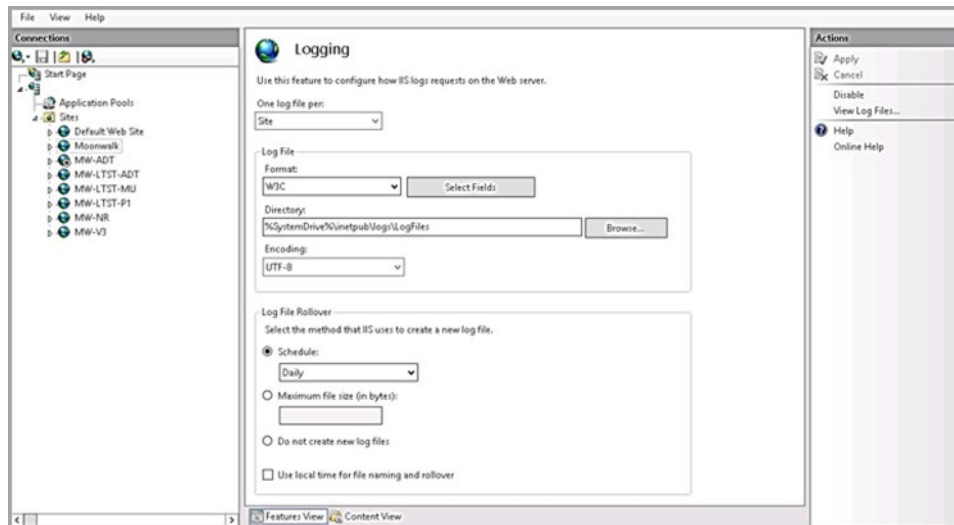 File View Help
Connections
Start Page
Application Pools
Sites
Default Web Site
Moonwalk
MW-ADT
MW-LTST-ADT
MW-LTST-MU
MW-LTST-P1
MW-NR
MW-V3
Logging
Use this feature to configure how IIS logs requests on the Web server.
One log file per:
Site
Log File
Format:
W3C
Select Fields
Directory:
%SystemDrive%\inetpub\logs\LogFiles
Browse...
Encoding:
UTF-8
Log File Rollover
Select the method that IIS uses to create a new log file.
Schedule:
Daily
Maximum file size (in bytes):
Do not create new log files
Use local time for file naming and rollover
Features View
Content View
Actions
Apply
Cancel
Disable
View Log Files...
Help
Online Help